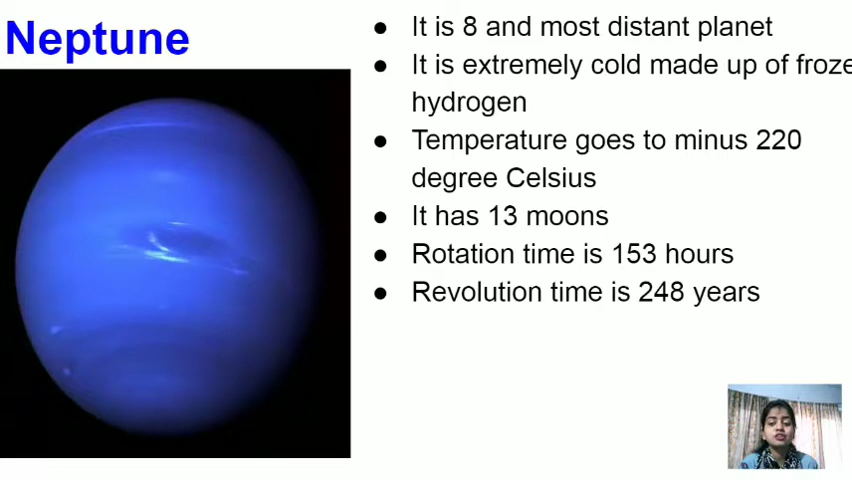 Neptune
● It is 8 and most distant planet
● It is extremely cold made up of froze
hydrogen
● Temperature goes to minus 220
degree Celsius
● It has 13 moons
● Rotation time is 153 hours
● Revolution time is 248 years